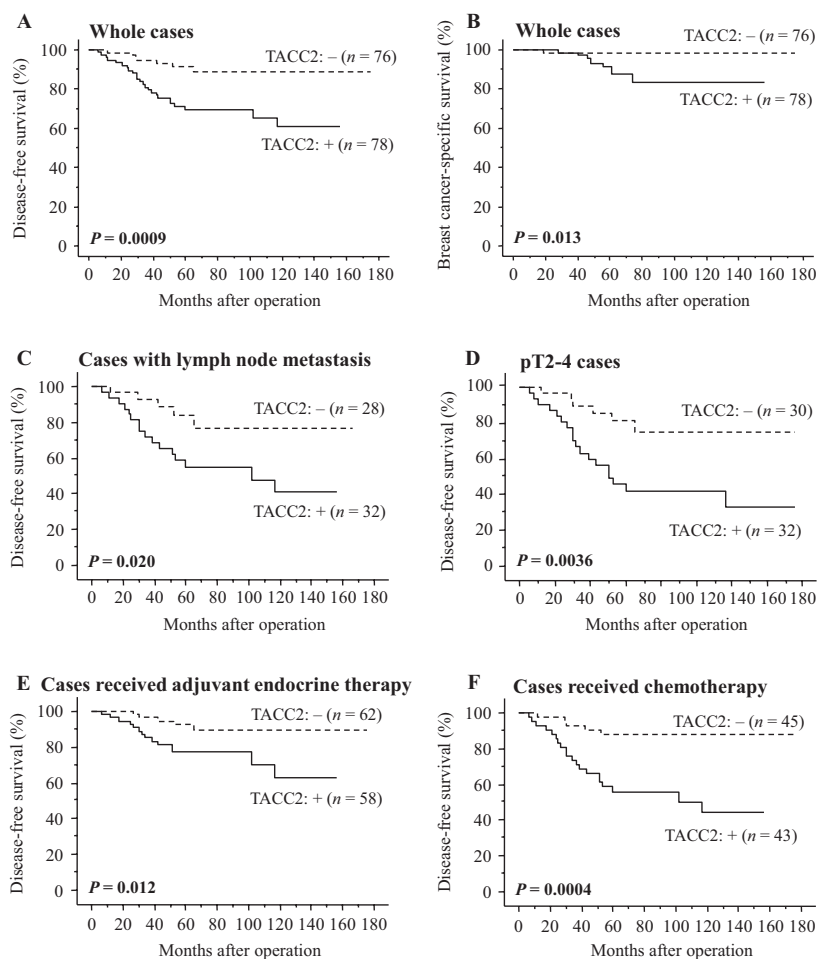 A Whole cases
Disease-free survival (%)
100
80
60
40
20
0
TACC2: – (n = 76)
TACC2: + (n = 78)
P = 0.0009
0 20 40 60 80 100 120 140 160 180
Months after operation
B Whole cases
Breast cancer-specific survival (%)
100
80
60
40
20
0
TACC2: – (n = 76)
TACC2: + (n = 78)
P = 0.013
0 20 40 60 80 100 120 140 160 180
Months after operation
C Cases with lymph node metastasis
Disease-free survival (%)
100
80
60
40
20
0
TACC2: – (n = 28)
TACC2: + (n = 32)
P = 0.020
0 20 40 60 80 100 120 140 160 180
Months after operation
D pT2-4 cases
Disease-free survival (%)
100
80
60
40
20
0
TACC2: – (n = 30)
TACC2: + (n = 32)
P = 0.0036
0 20 40 60 80 100 120 140 160 180
Months after operation
E Cases received adjuvant endocrine therapy
Disease-free survival (%)
100
80
60
40
20
0
TACC2: – (n = 62)
TACC2: + (n = 58)
P = 0.012
0 20 40 60 80 100 120 140 160 180
Months after operation
F Cases received chemotherapy
Disease-free survival (%)
100
80
60
40
20
0
TACC2: – (n = 45)
TACC2: + (n = 43)
P = 0.0004
0 20 40 60 80 100 120 140 160 180
Months after operation